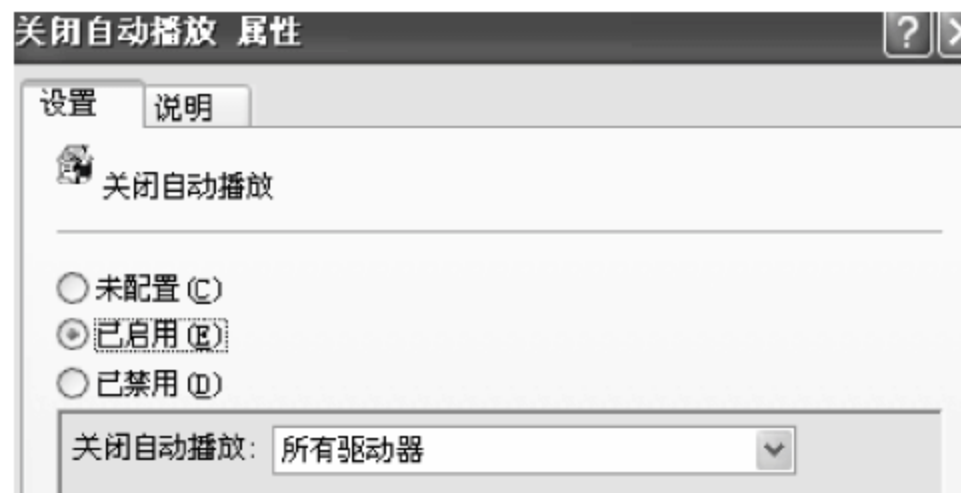 关闭自动播放 属性
设置 说明
关闭自动播放
未配置(C)
已启用(E)
已禁用(D)
关闭自动播放: 所有驱动器